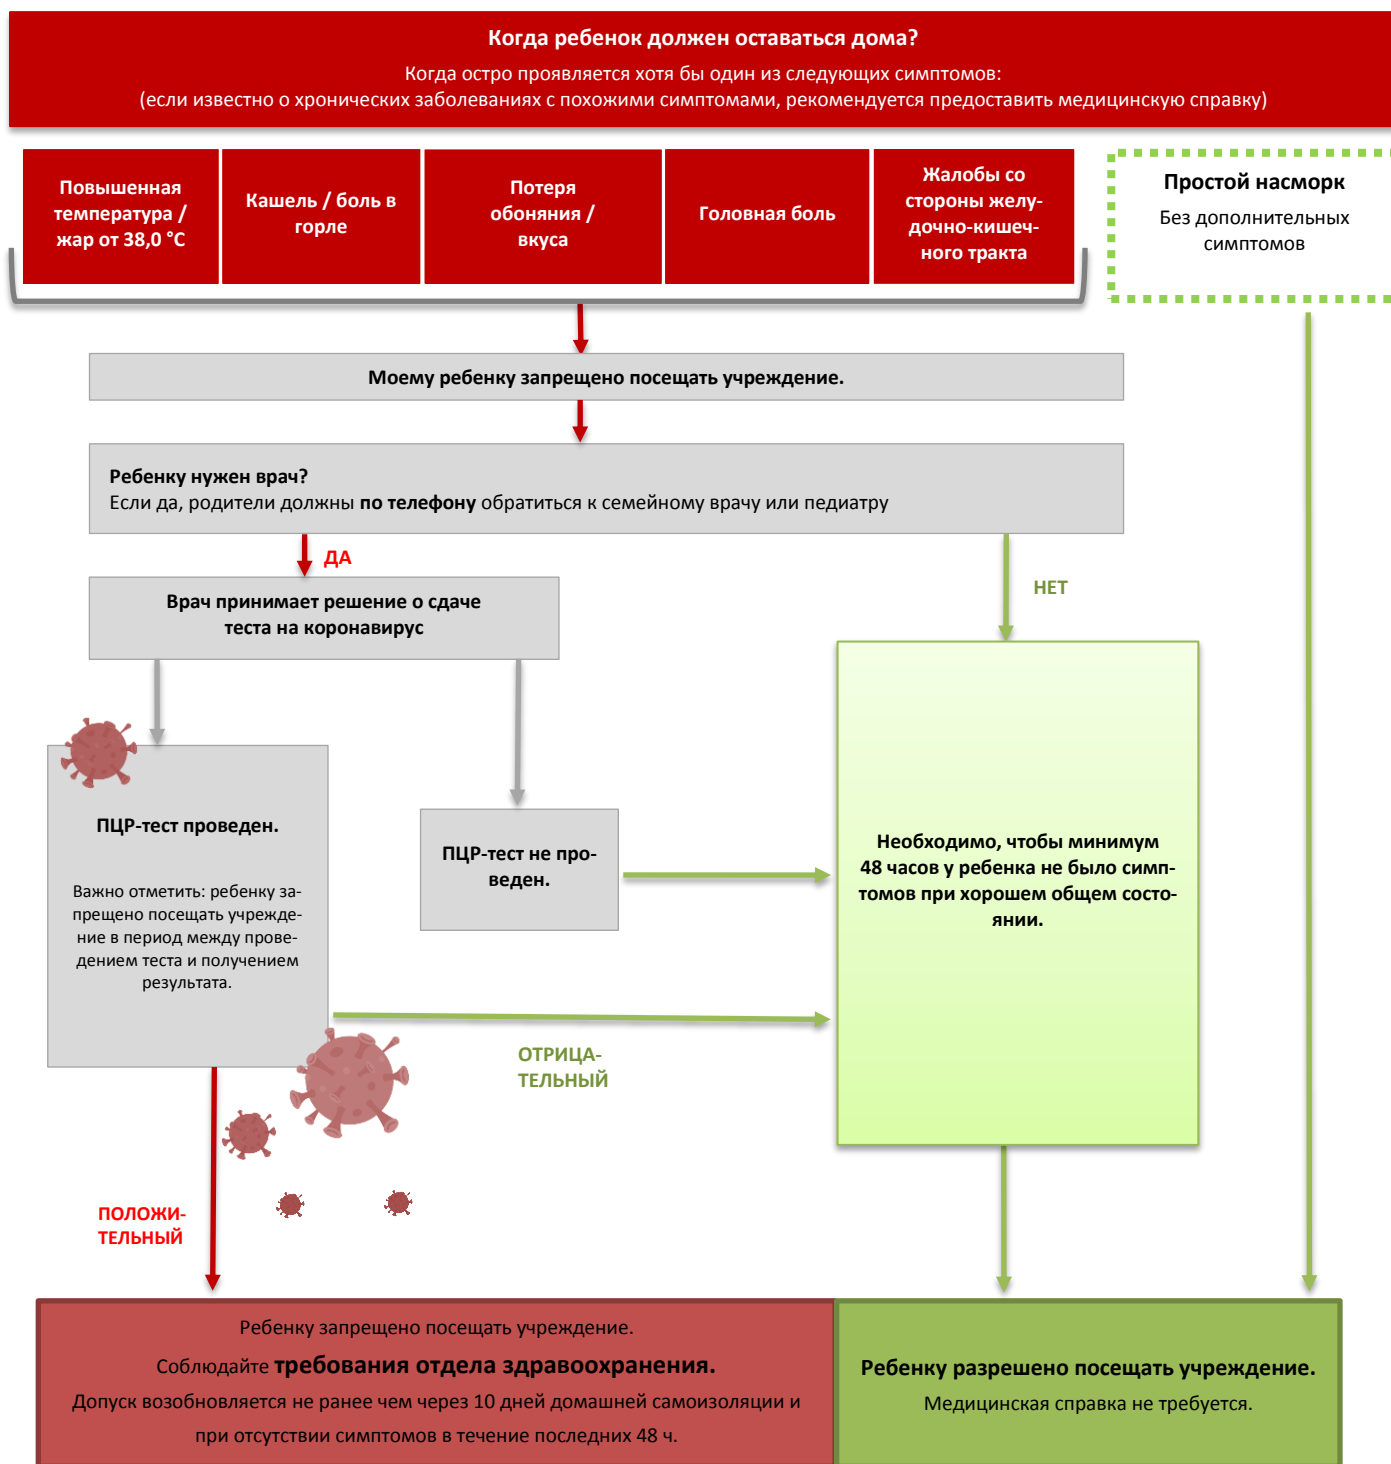 Когда ребенок должен оставаться дома?
Когда остро проявляется хотя бы один из следующих симптомов:
(если известно о хронических заболеваниях с похожими симптомами, рекомендуется предоставить медицинскую справку)
Повышенная
температура /
жар от 38,0 °C
Кашель / боль в
горле
Потеря
обоняния /
вкуса
Головная боль
Жалобы со
стороны желу-
дочно-кишеч-
ного тракта
Простой насморк
Без дополнительных
симптомов
Моему ребенку запрещено посещать учреждение.
Ребенку нужен врач?
Если да, родители должны по телефону обратиться к семейному врачу или педиатру
ДА
НЕТ
Врач принимает решение о сдаче
теста на коронавирус
ПЦР-тест проведен.
Важно отметить: ребенку за-
прещено посещать учрежде-
ние в период между прове-
дением теста и получением
результата.
ПЦР-тест не про-
веден.
Необходимо, чтобы минимум
48 часов у ребенка не было симп-
томов при хорошем общем состо-
янии.
ОТРИЦА-
ТЕЛЬНЫЙ
ПОЛОЖИ-
ТЕЛЬНЫЙ
Ребенку запрещено посещать учреждение.
Соблюдайте требования отдела здравоохранения.
Допуск возобновляется не ранее чем через 10 дней домашней самоизоляции и
при отсутствии симптомов в течение последних 48 ч.
Ребенку разрешено посещать учреждение.
Медицинская справка не требуется.